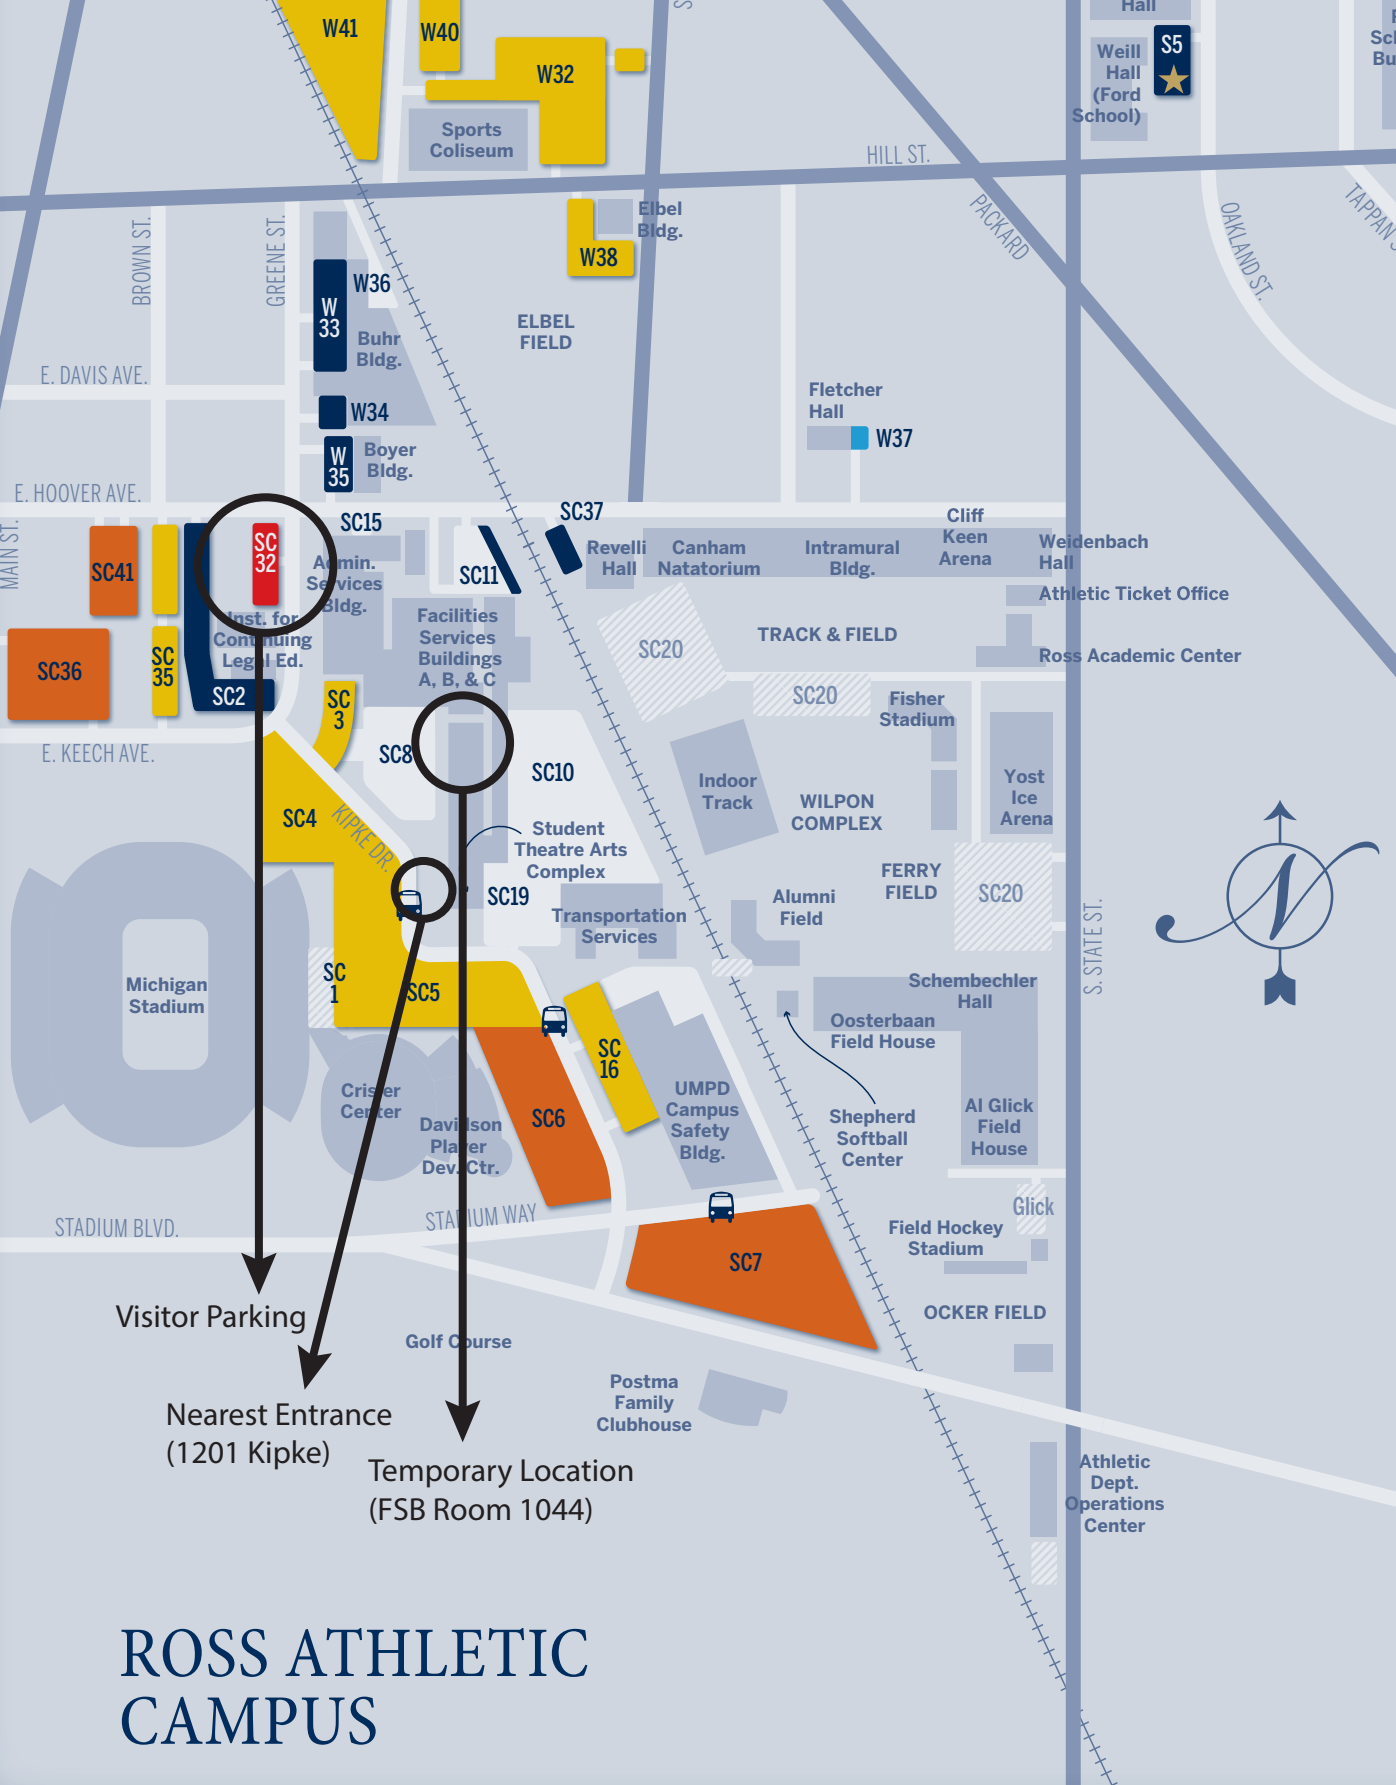 Hall
W41
W40
W32
S5
Weill
Hall
(Ford
School)
Sports
Coliseum
HILL ST.
PACKARD
OAKLAND ST.
TAPPAN
BROWN ST.
GREENE ST.
Elbel
Bldg.
W38
W36
W
33
ELBEL
FIELD
Buhr
Bldg.
E. DAVIS AVE.
W34
Fletcher
Hall
W37
W
35
Boyer
Bldg.
E. HOOVER AVE.
MAIN ST.
SC15
SC37
SC41
SC
32
Admin.
Services
Bldg.
SC11
Revelli
Hall
Canham
Natatorium
Intramural
Bldg.
Cliff
Keen
Arena
Weidenbach
Hall
Athletic Ticket Office
Inst. for
Continuing
Legal Ed.
Facilities
Services
Buildings
A, B, & C
SC20
TRACK & FIELD
Ross Academic Center
SC36
SC
35
SC2
SC
3
SC20
Fisher
Stadium
E. KEECH AVE.
SC8
SC10
Indoor
Track
WILPON
COMPLEX
Yost
Ice
Arena
SC4
KIPKE DR.
Student
Theatre Arts
Complex
FERRY
FIELD
SC20
SC19
Transportation
Services
Alumni
Field
S. STATE ST.
N
Michigan
Stadium
SC
1
SC5
Schembechler
Hall
Oosterbaan
Field House
SC
16
Crisler
Center
Davidson
Player
Dev. Ctr.
SC6
UMPD
Campus
Safety
Bldg.
Shepherd
Softball
Center
Al Glick
Field
House
STADIUM BLVD.
STADIUM WAY
Glick
Field Hockey
Stadium
SC7
Visitor Parking
Golf Course
OCKER FIELD
Nearest Entrance
(1201 Kipke)
Postma
Family
Clubhouse
Temporary Location
(FSB Room 1044)
Athletic
Dept.
Operations
Center
ROSS ATHLETIC
CAMPUS